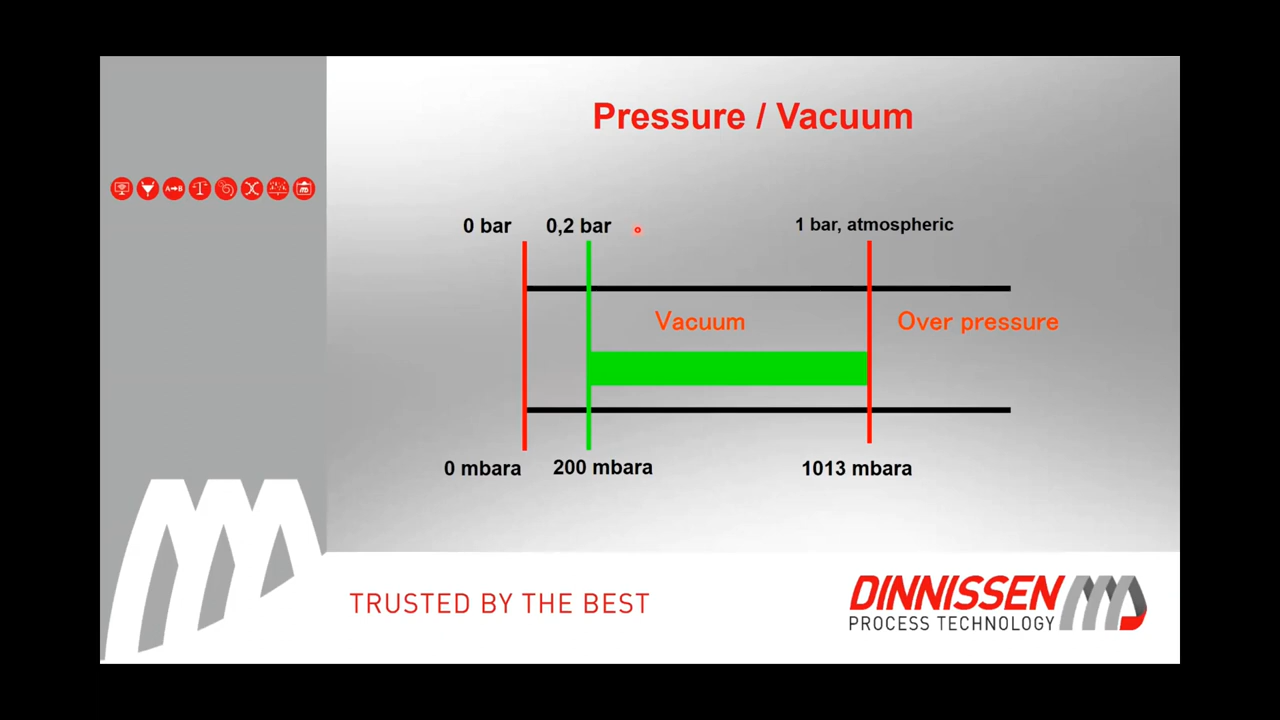 Pressure / Vacuum
A→B
0 bar
0,2 bar
1 bar, atmospheric
Vacuum
Over pressure
0 mbara
200 mbara
1013 mbara
TRUSTED BY THE BEST
DINNISSEN
PROCESS TECHNOLOGY